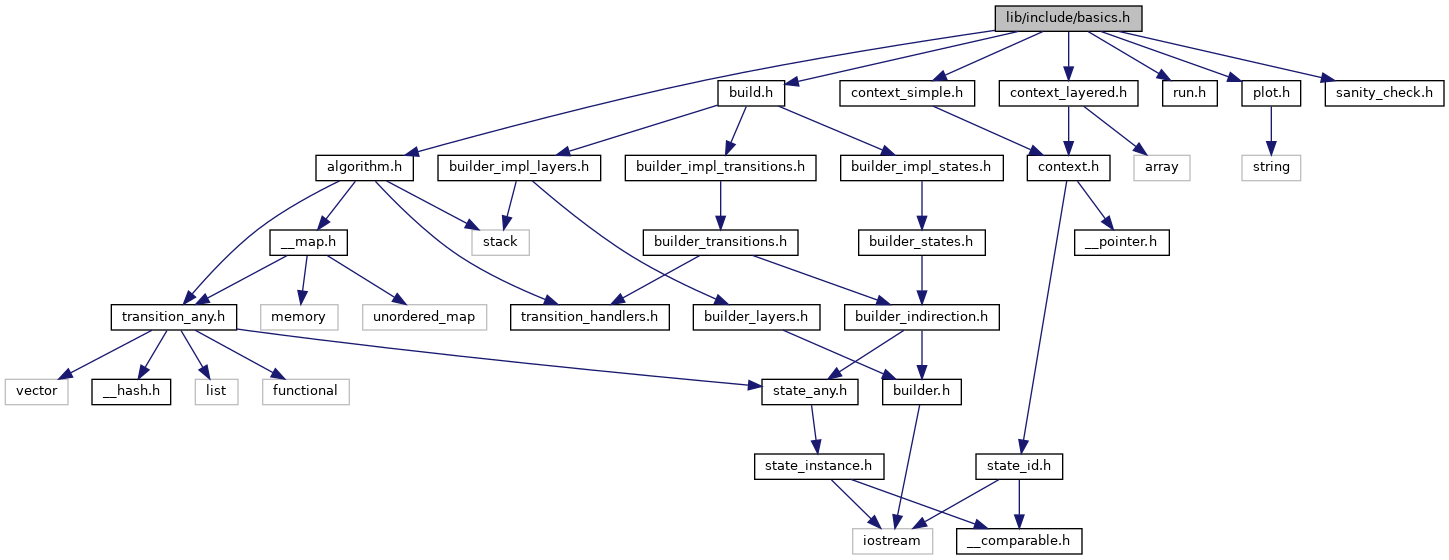 lib/include/basics.h
build.h
context_simple.h
context_layered.h
run.h
plot.h
sanity_check.h
algorithm.h
builder_impl_layers.h
builder_impl_transitions.h
builder_impl_states.h
context.h
array
string
__map.h
stack
builder_transitions.h
builder_states.h
__pointer.h
transition_any.h
memory
unordered_map
transition_handlers.h
builder_layers.h
builder_indirection.h
vector
__hash.h
list
functional
state_any.h
builder.h
state_instance.h
state_id.h
iostream
__comparable.h